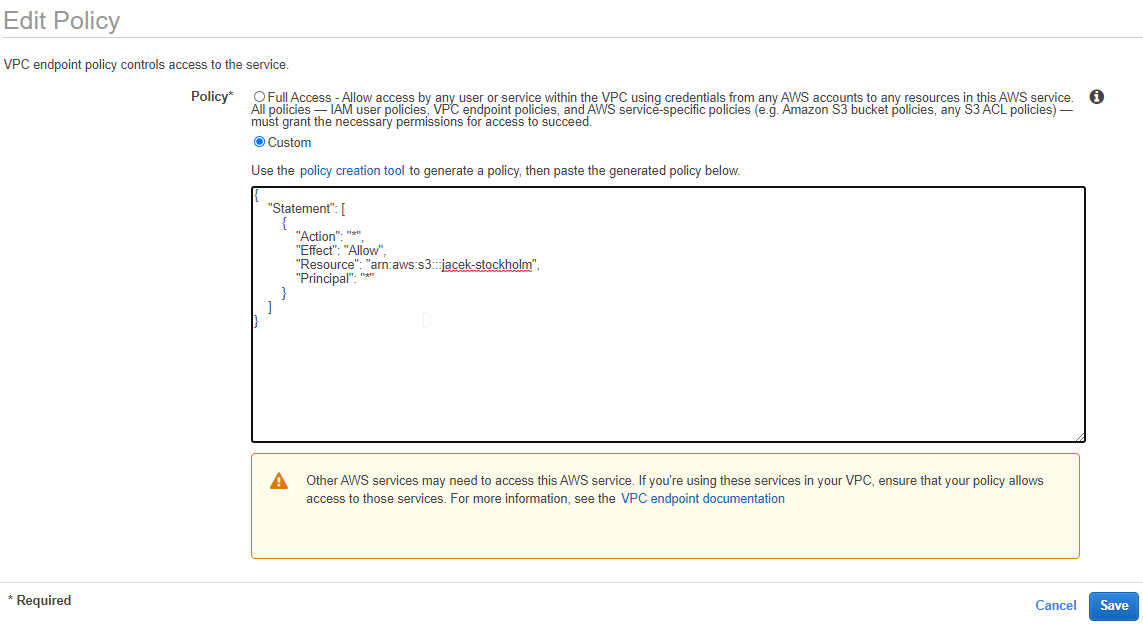 Edit Policy
VPC endpoint policy controls access to the service.
Policy*
Full Access - Allow access by any user or service within the VPC using credentials from any AWS accounts to any resources in this AWS service.
All policies — IAM user policies, VPC endpoint policies, and AWS service-specific policies (e.g. Amazon S3 bucket policies, any S3 ACL policies) —
must grant the necessary permissions for access to succeed.
Custom
Use the policy creation tool to generate a policy, then paste the generated policy below.
{
    "Statement": [
        {
            "Action": "*",
            "Effect": "Allow",
            "Resource": "arn:aws:s3:::jacek-stockholm",
            "Principal": "*"
        }
    ]
}
Other AWS services may need to access this AWS service. If you're using these services in your VPC, ensure that your policy allows
access to those services. For more information, see the VPC endpoint documentation
* Required
Cancel
Save